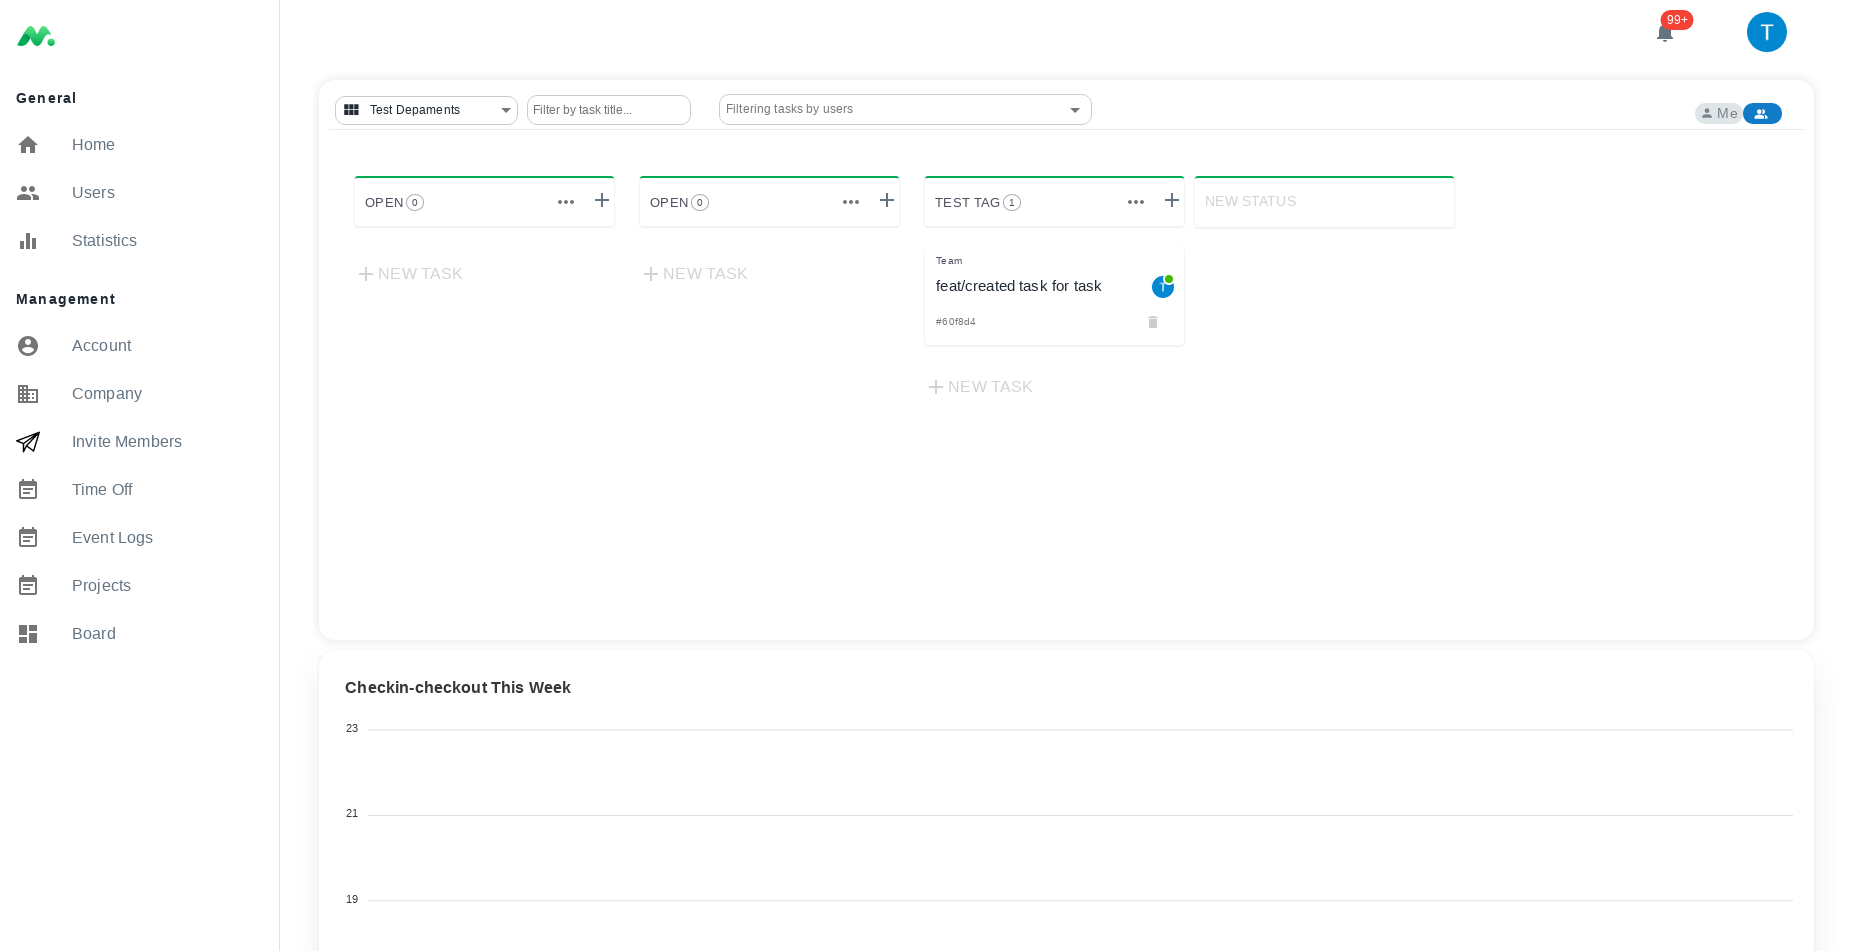 99+
T
General
Home
Users
Statistics
Management
Account
Company
Invite Members
Time Off
Event Logs
Projects
Board
Test Depaments
Filter by task title...
Filtering tasks by users
Me
OPEN 0
OPEN 0
TEST TAG 1
NEW STATUS
NEW TASK
NEW TASK
Team
feat/created task for task
T
#60f8d4
NEW TASK
Checkin-checkout This Week
23
21
19